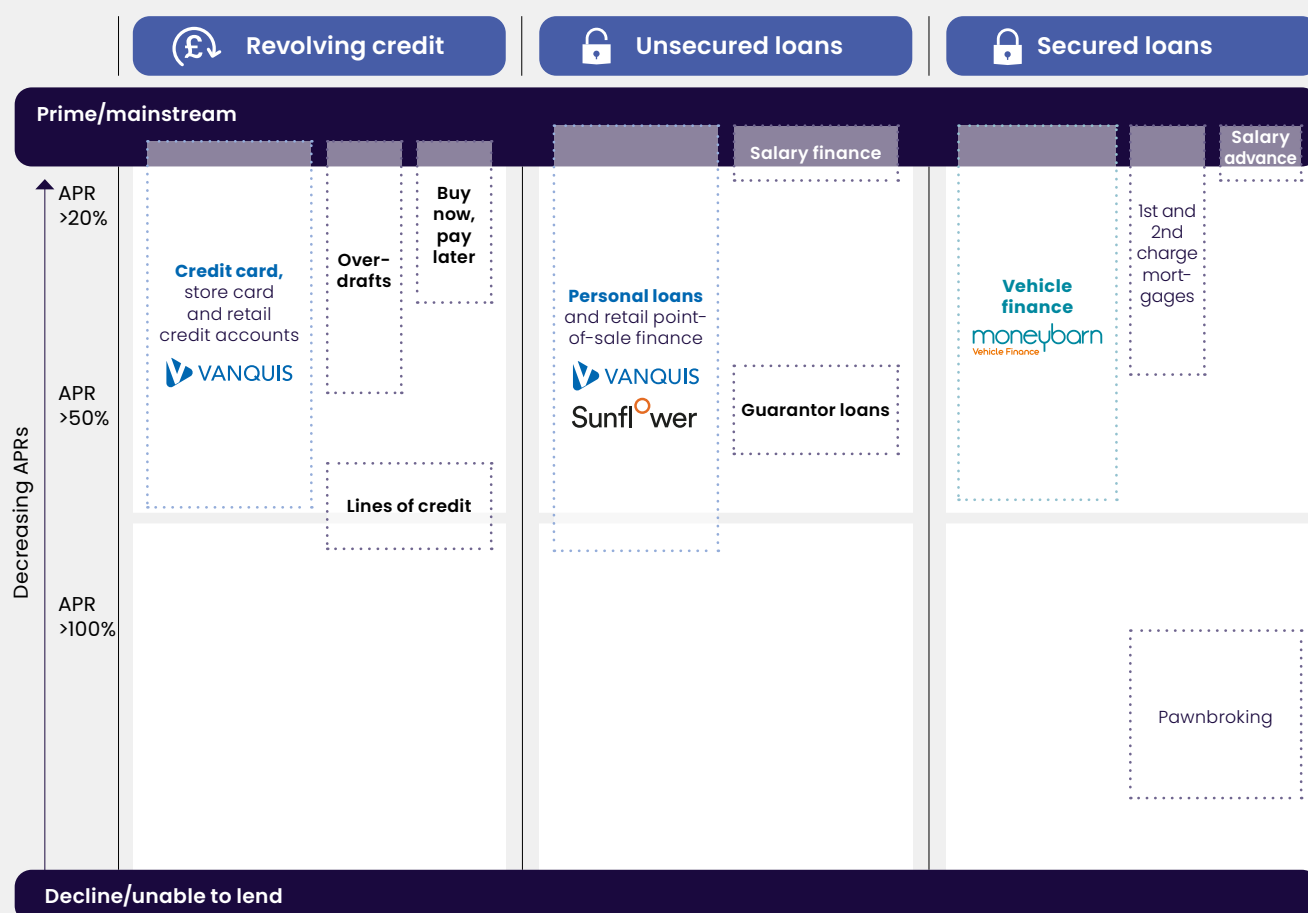 Revolving credit
Unsecured loans
Secured loans
Prime/mainstream
Decreasing APRs
APR
>20%
APR
>50%
APR
>100%
Credit card,
store card
and retail
credit accounts
VANQUIS
Over-
drafts
Buy
now,
pay
later
Lines of credit
Personal loans
and retail point-
of-sale finance
VANQUIS
Sunflower
Salary finance
Guarantor loans
Vehicle
finance
moneybarn
Vehicle Finance
1st and
2nd
charge
mort-
gages
Salary
advance
Pawnbroking
Decline/unable to lend